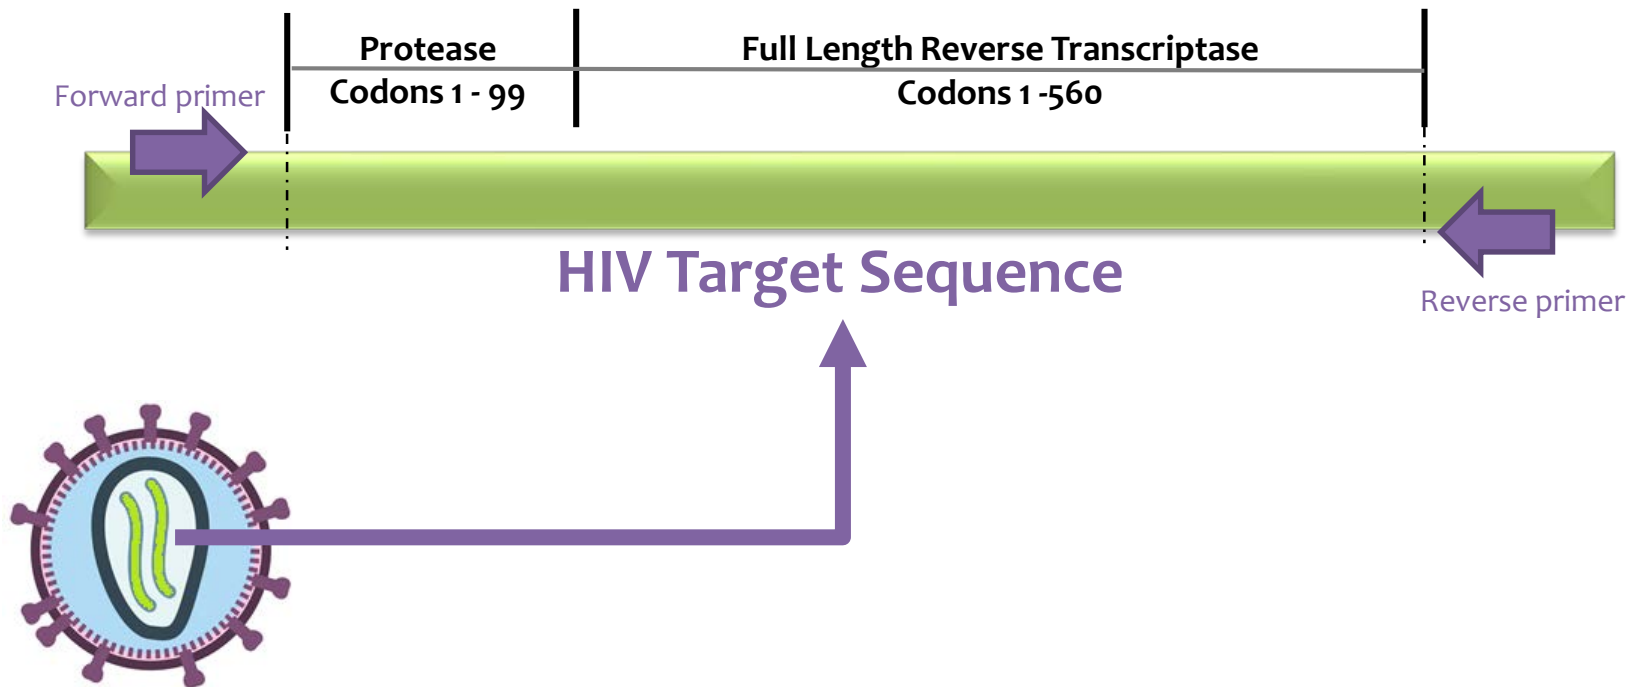 Protease
Full Length Reverse Transcriptase
Codons 1 - 99
Codons 1 -560
Forward primer
HIV Target Sequence
Reverse primer